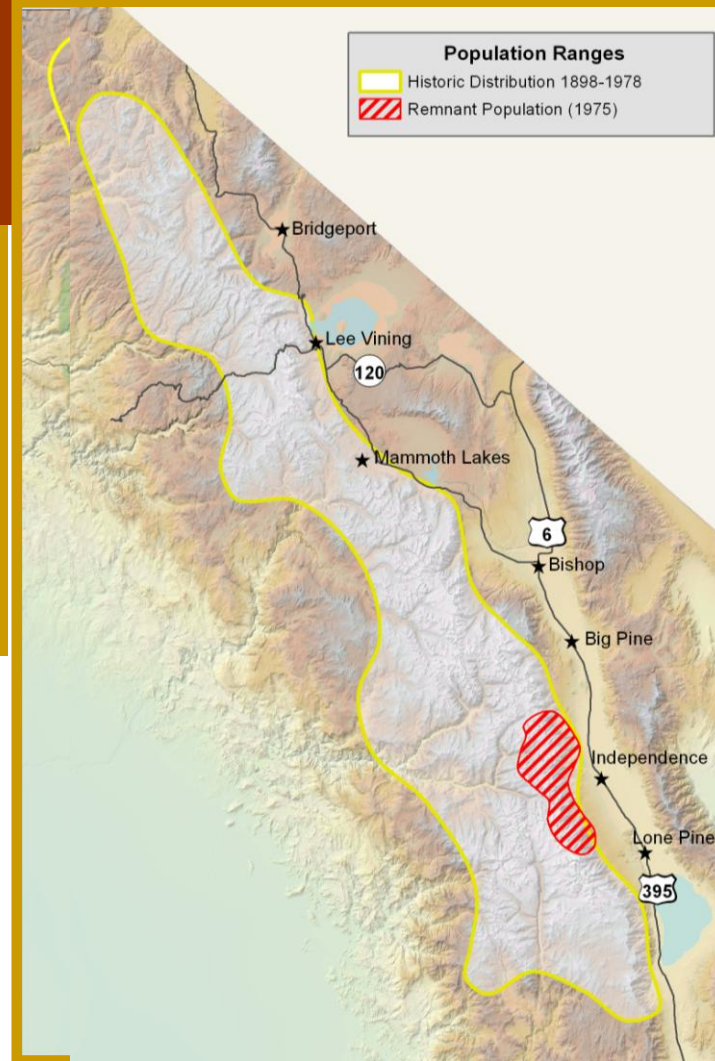 Population Ranges
Historic Distribution 1898-1978
Remnant Population (1975)
Bridgeport
Lee Vining
120
Mammoth Lakes
6
Bishop
Big Pine
Independence
Lone Pine
395